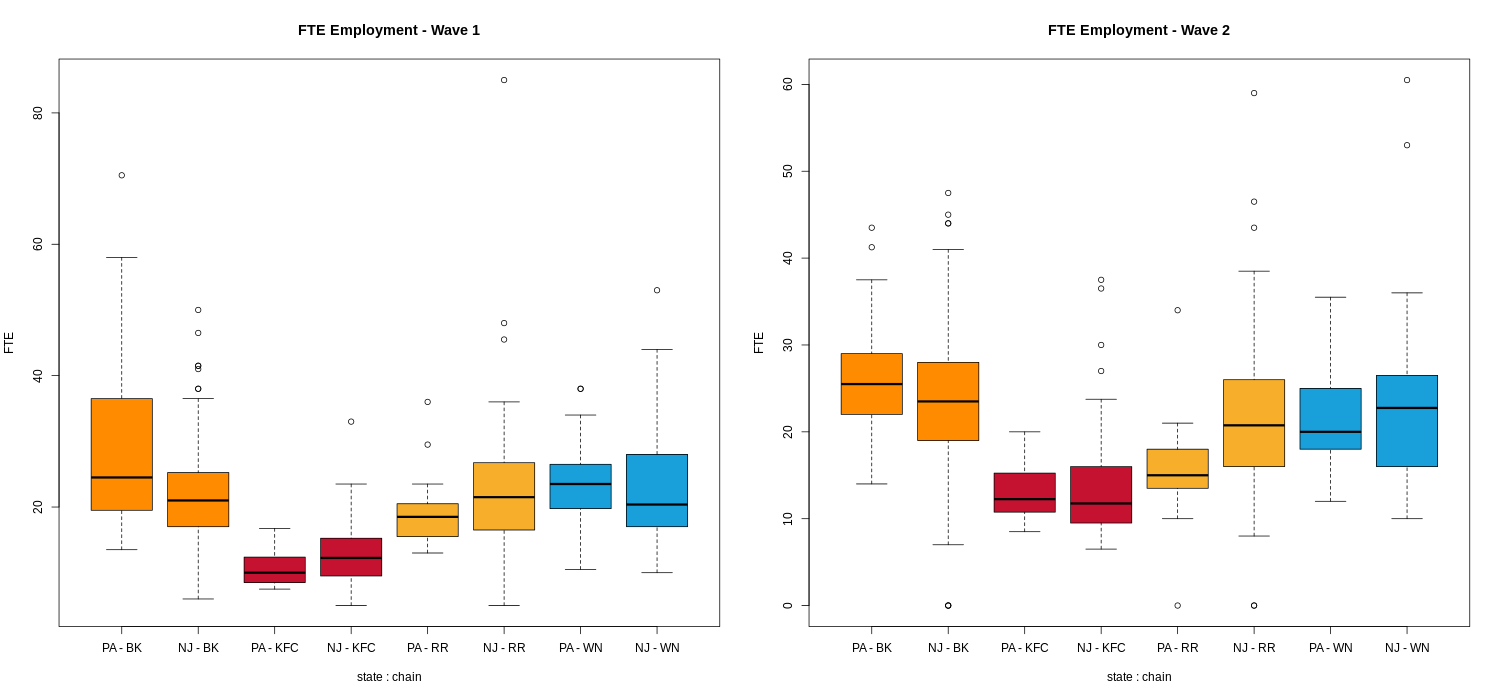 FTE Employment - Wave 1
FTE
80
60
40
20
PA - BK NJ - BK PA - KFC NJ - KFC PA - RR NJ - RR PA - WN NJ - WN
state : chain
FTE Employment - Wave 2
FTE
60
50
40
30
20
10
0
PA - BK NJ - BK PA - KFC NJ - KFC PA - RR NJ - RR PA - WN NJ - WN
state : chain